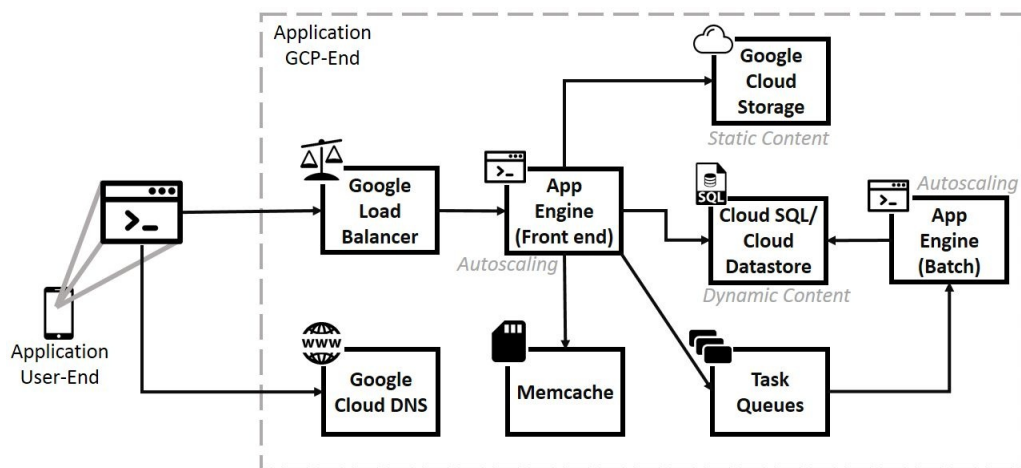 Application
GCP-End
Google
Cloud
Storage
Static Content
Google
Load
Balancer
>_
App
Engine
(Front end)
Autoscaling
SQL
Cloud SQL/
Cloud
Datastore
Dynamic Content
Autoscaling
>_
App
Engine
(Batch)
>_
Application
User-End
www
Google
Cloud DNS
Memcache
Task
Queues